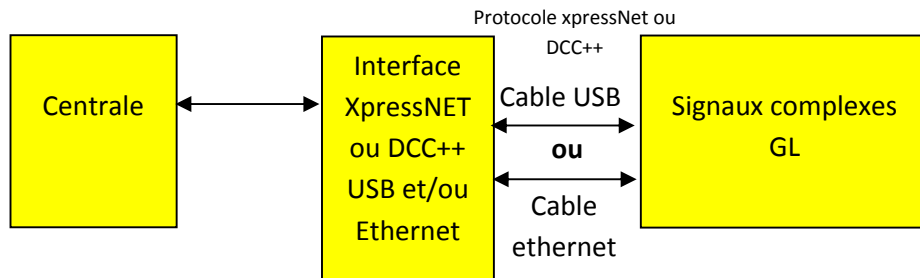 Protocole xpressNet ou
DCC++
Centrale
Interface
XpressNET
ou DCC++
USB et/ou
Ethernet
Cable USB
ou
Cable
ethernet
Signaux complexes
GL